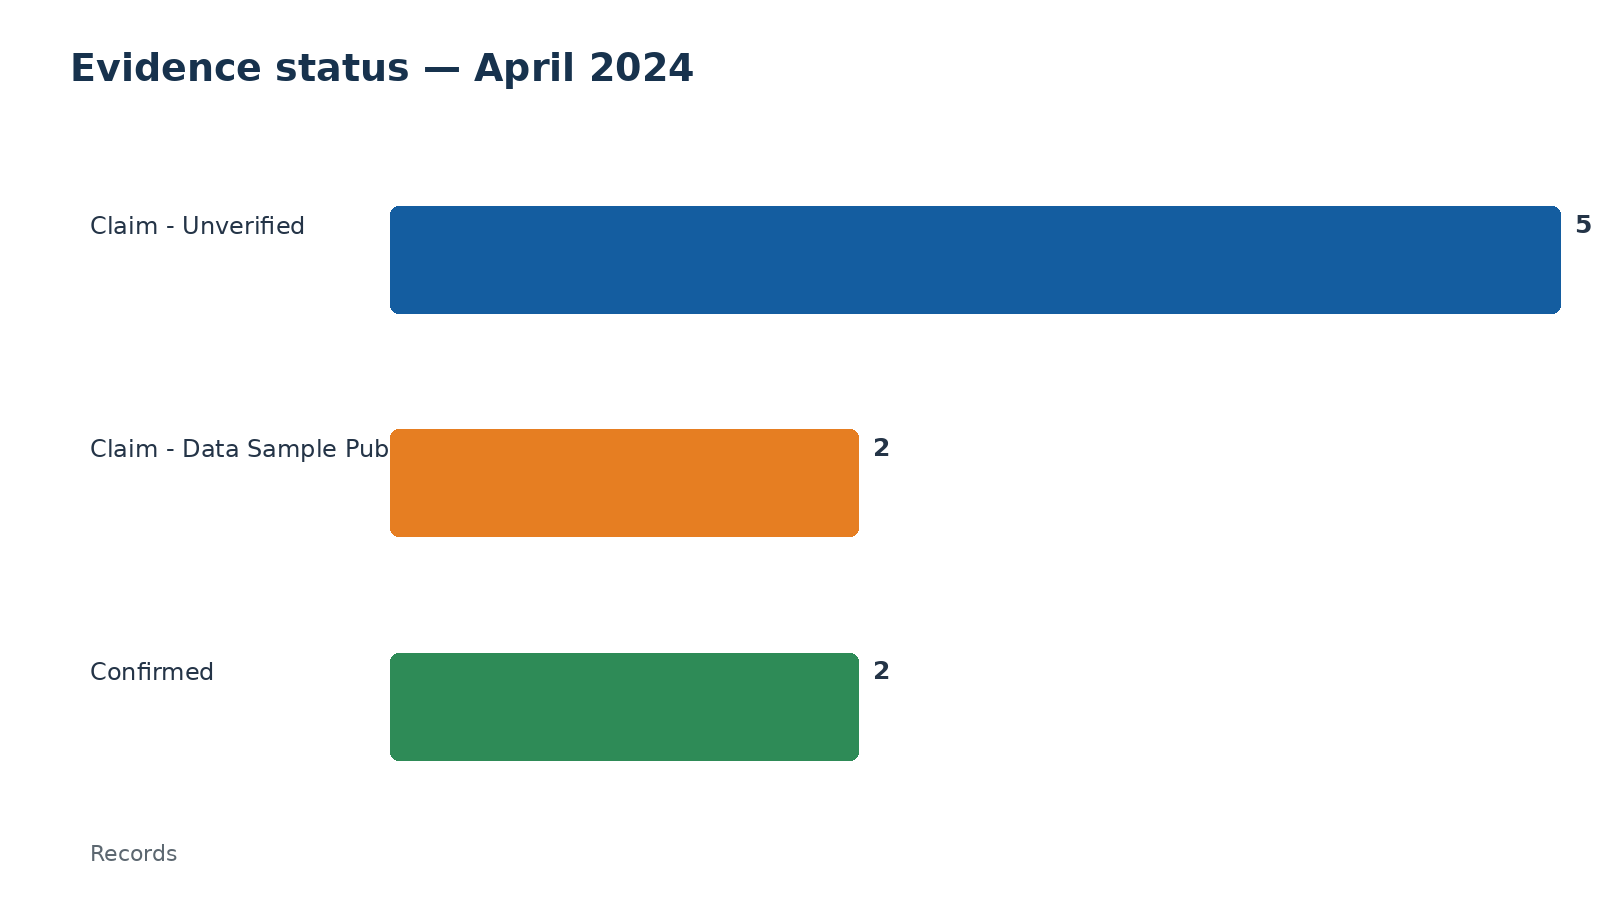 Evidence status — April 2024
Claim - Unverified
5
Claim - Data Sample Pub
2
Confirmed
2
Records